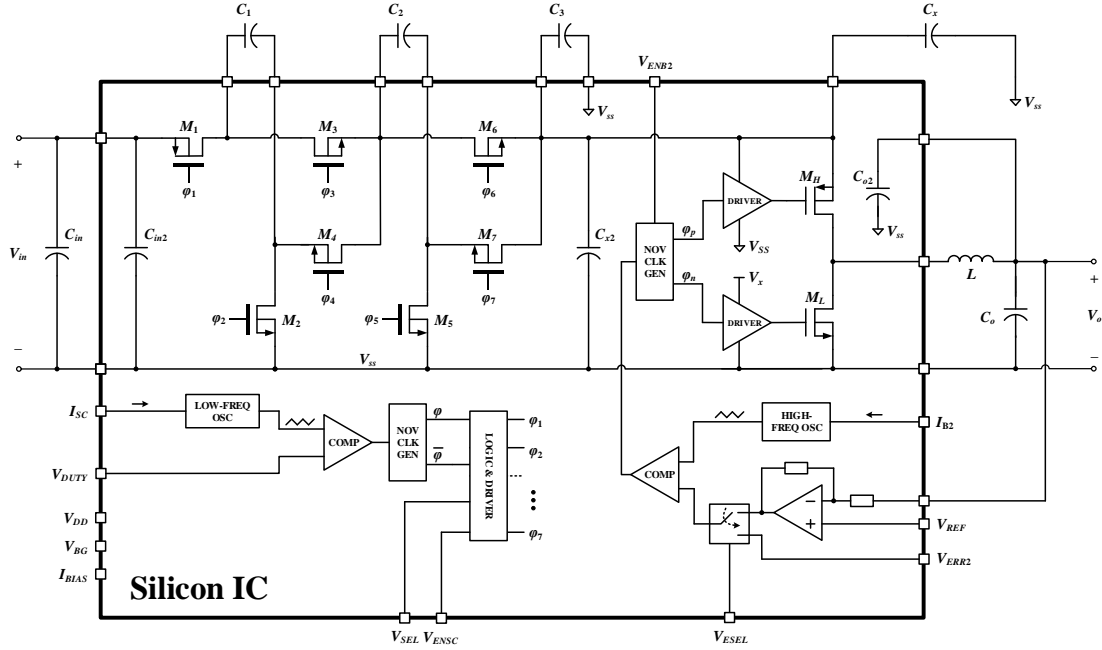 C1 C2 C3 Cx
VENB2
Vss Vss
M1 M3 M6
φ1 φ3 φ6
MH Co2
DRIVER
Vss
+ Cin Cin2 M4 M7 Cx2 φp VSS
Vin
NOV CLK GEN
φ4 φ7 φn Vx
L
+
DRIVER ML Co Vo
φ2 M2 φ5 M5
− Vss −
ISC LOW-FREQ OSC
φ
φ1
HIGH-FREQ OSC IB2
COMP NOV CLK GEN LOGIC & DRIVER
φ
φ2
COMP
VDUTY
−
VDD
+ VREF
φ7
VBG
VERR2
IBIAS
Silicon IC
VSEL VENSC VESEL